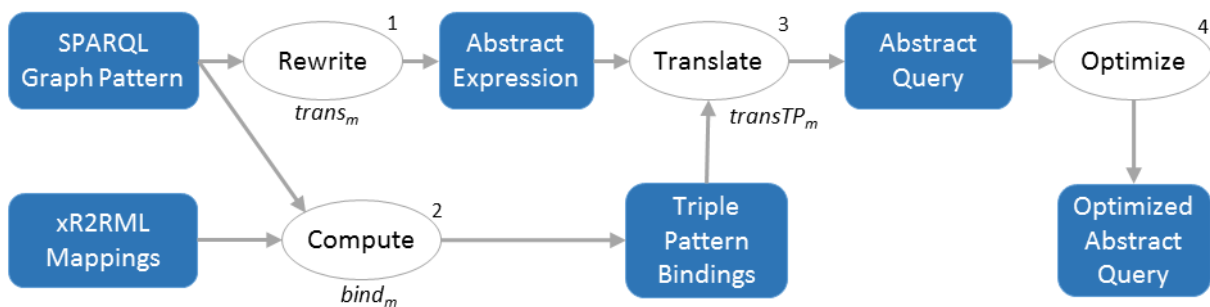 SPARQL
Graph Pattern
1
Rewrite
trans_m
Abstract
Expression
3
Translate
transTP_m
Abstract
Query
4
Optimize
xR2RML
Mappings
2
Compute
bind_m
Triple
Pattern
Bindings
Optimized
Abstract
Query